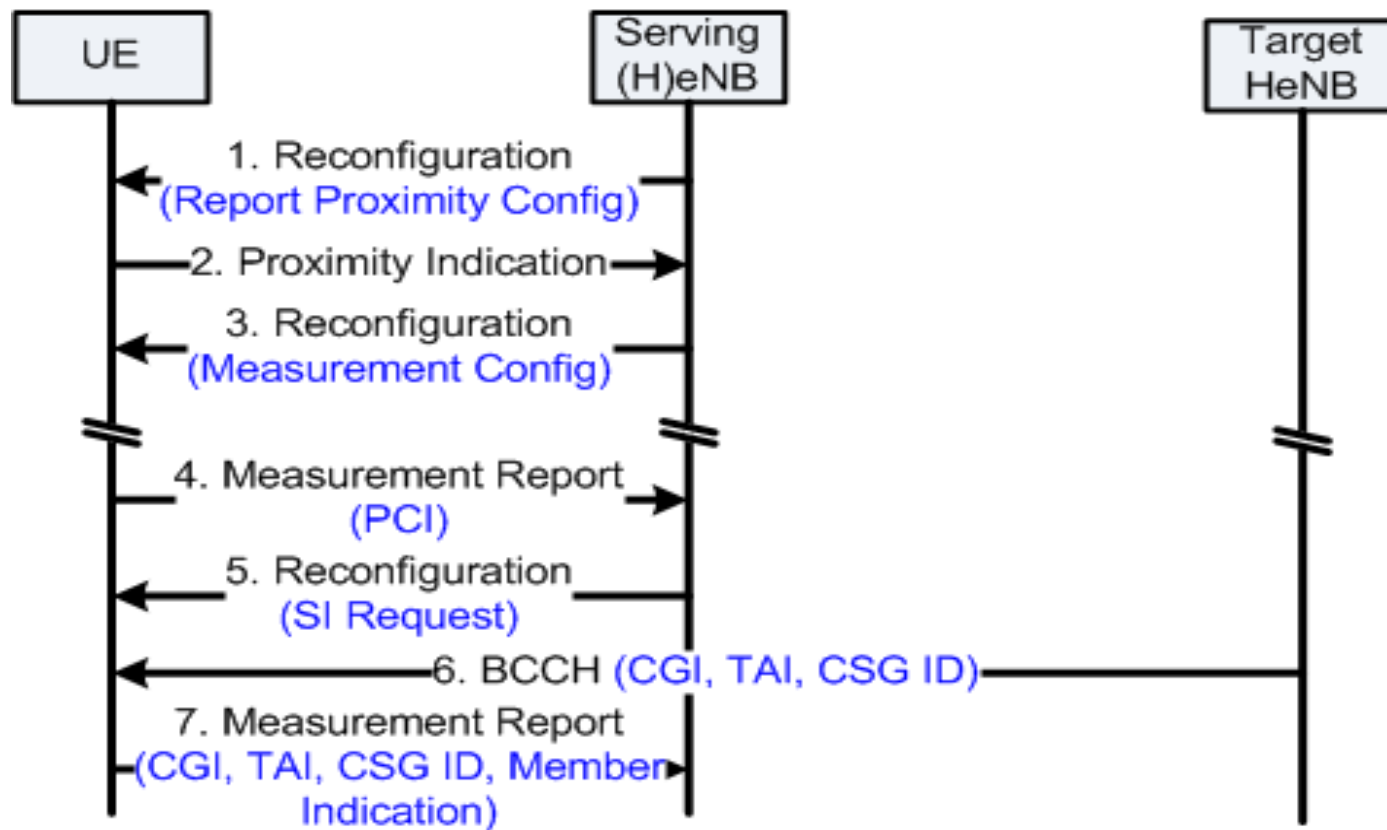 UE
Serving
(H)eNB
Target
HeNB
1. Reconfiguration
(Report Proximity Config)
2. Proximity Indication
3. Reconfiguration
(Measurement Config)
4. Measurement Report
(PCI)
5. Reconfiguration
(SI Request)
6. BCCH (CGI, TAI, CSG ID)
7. Measurement Report
(CGI, TAI, CSG ID, Member
Indication)